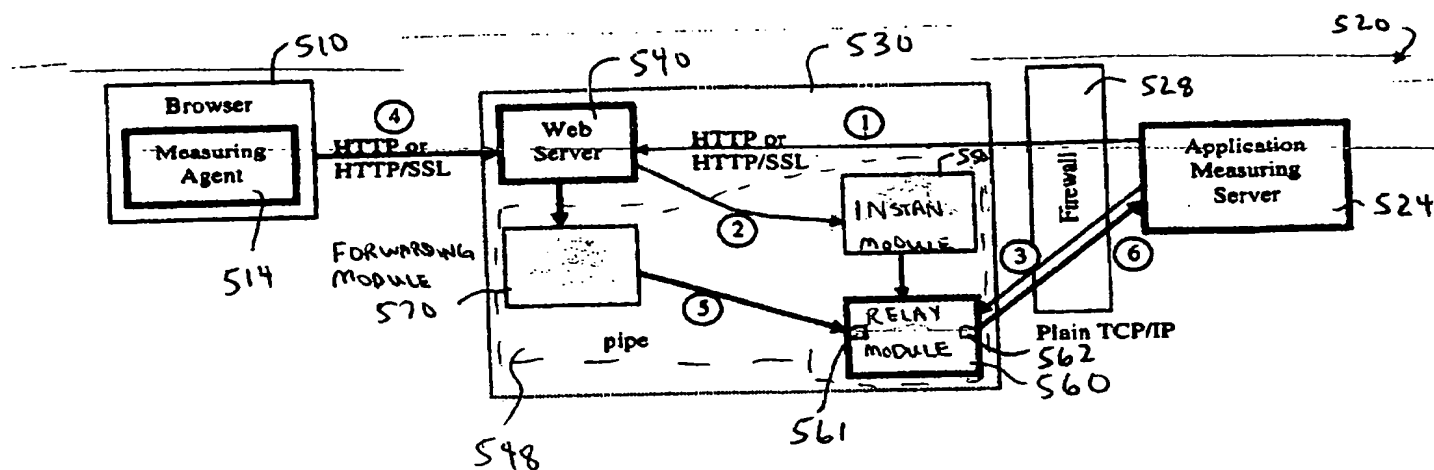 510
530
520
540
528
Browser
Measuring
Agent
4
HTTP or
HTTP/SSL
Web
Server
HTTP or
HTTP/SSL
1
Firewall
Application
Measuring
Server
524
2
INSTAN
MODULE
FORWARDING
MODULE
514
570
3
6
5
RELAY
MODULE
pipe
Plain TCP/IP
562
560
561
548